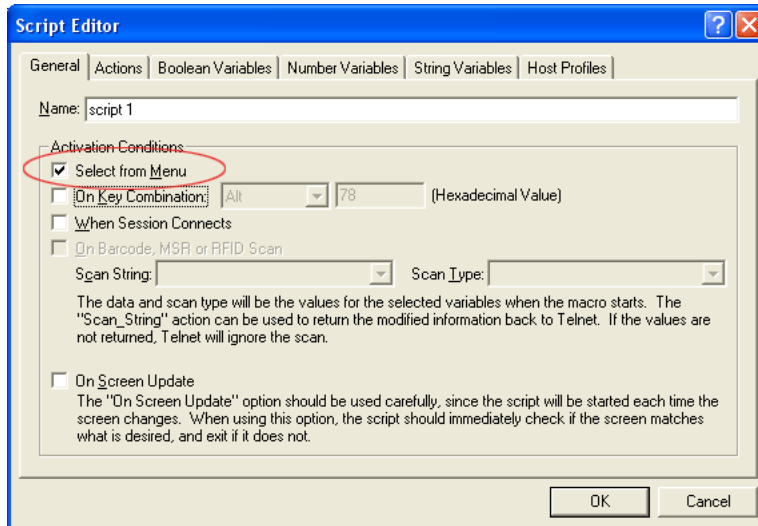 Script Editor
General Actions Boolean Variables Number Variables String Variables Host Profiles
Name: script 1
Activation Conditions
Select from Menu
On Key Combination: Alt 78 (Hexadecimal Value)
When Session Connects
On Barcode, MSR or RFID Scan
Scan String: Scan Type:
The data and scan type will be the values for the selected variables when the macro starts. The
"Scan_String" action can be used to return the modified information back to Telnet. If the values are
not returned, Telnet will ignore the scan.
On Screen Update
The "On Screen Update" option should be used carefully, since the script will be started each time the
screen changes. When using this option, the script should immediately check if the screen matches
what is desired, and exit if it does not.
OK Cancel